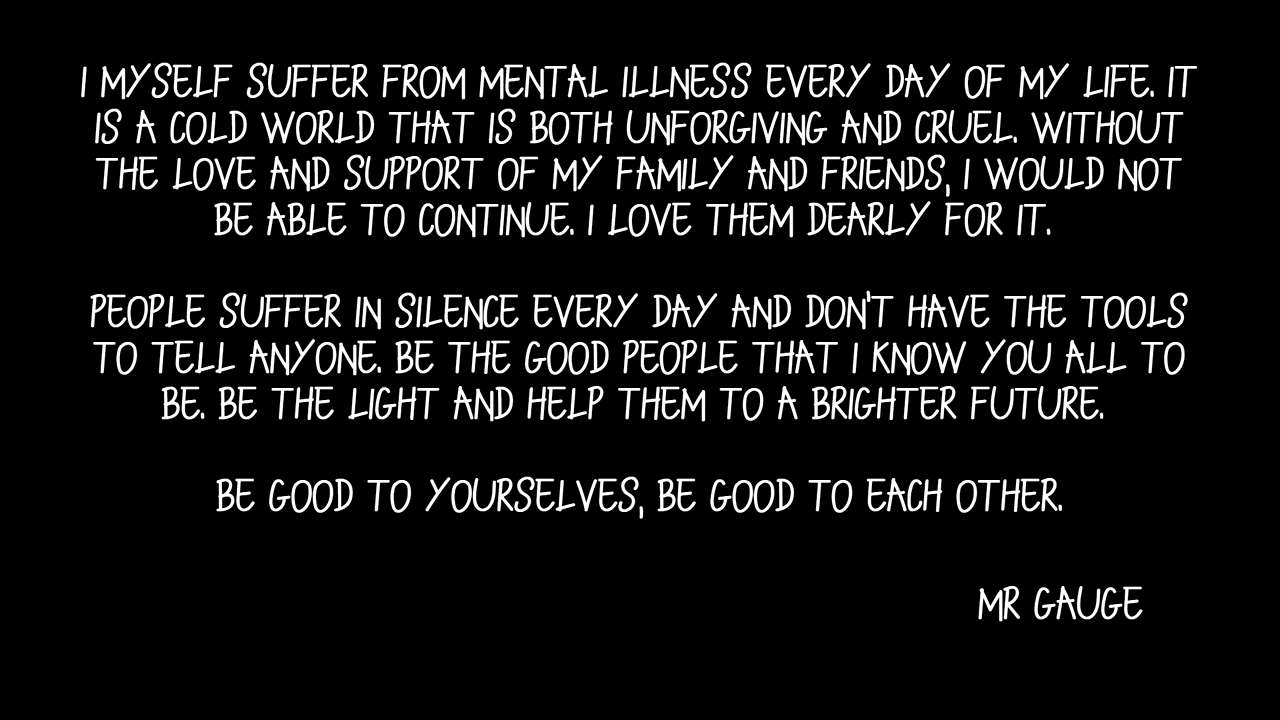 I MYSELF SUFFER FROM MENTAL ILLNESS EVERY DAY OF MY LIFE. IT
IS A COLD WORLD THAT IS BOTH UNFORGIVING AND CRUEL. WITHOUT
THE LOVE AND SUPPORT OF MY FAMILY AND FRIENDS, I WOULD NOT
BE ABLE TO CONTINUE. I LOVE THEM DEARLY FOR IT.
PEOPLE SUFFER IN SILENCE EVERY DAY AND DON'T HAVE THE TOOLS
TO TELL ANYONE. BE THE GOOD PEOPLE THAT I KNOW YOU ALL TO
BE. BE THE LIGHT AND HELP THEM TO A BRIGHTER FUTURE.
BE GOOD TO YOURSELVES, BE GOOD TO EACH OTHER.
MR GAUGE